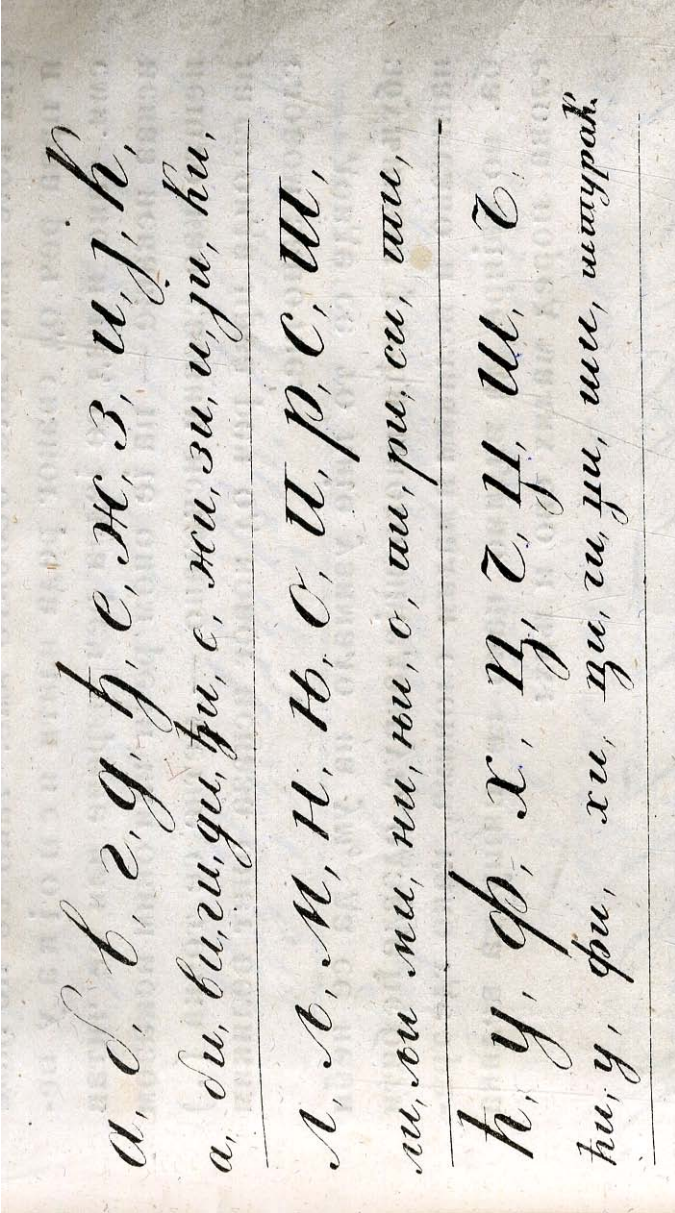 а, б, в, г, д, ђ, е, ж, з, и, ј, к,
а, би, ви, ги, ди, ђи, е, жи, зи, и, ји, ки,
л, љ, м, н, њ, о, п, р, с, т,
ли, љи ми, ни, њи, о, пи, ри, си, ти,
ћ, у, ф, х, ц, ч, џ, ш, ъ,
ћи, у, фи, хи, ци, чи, џи, ши, штурак.